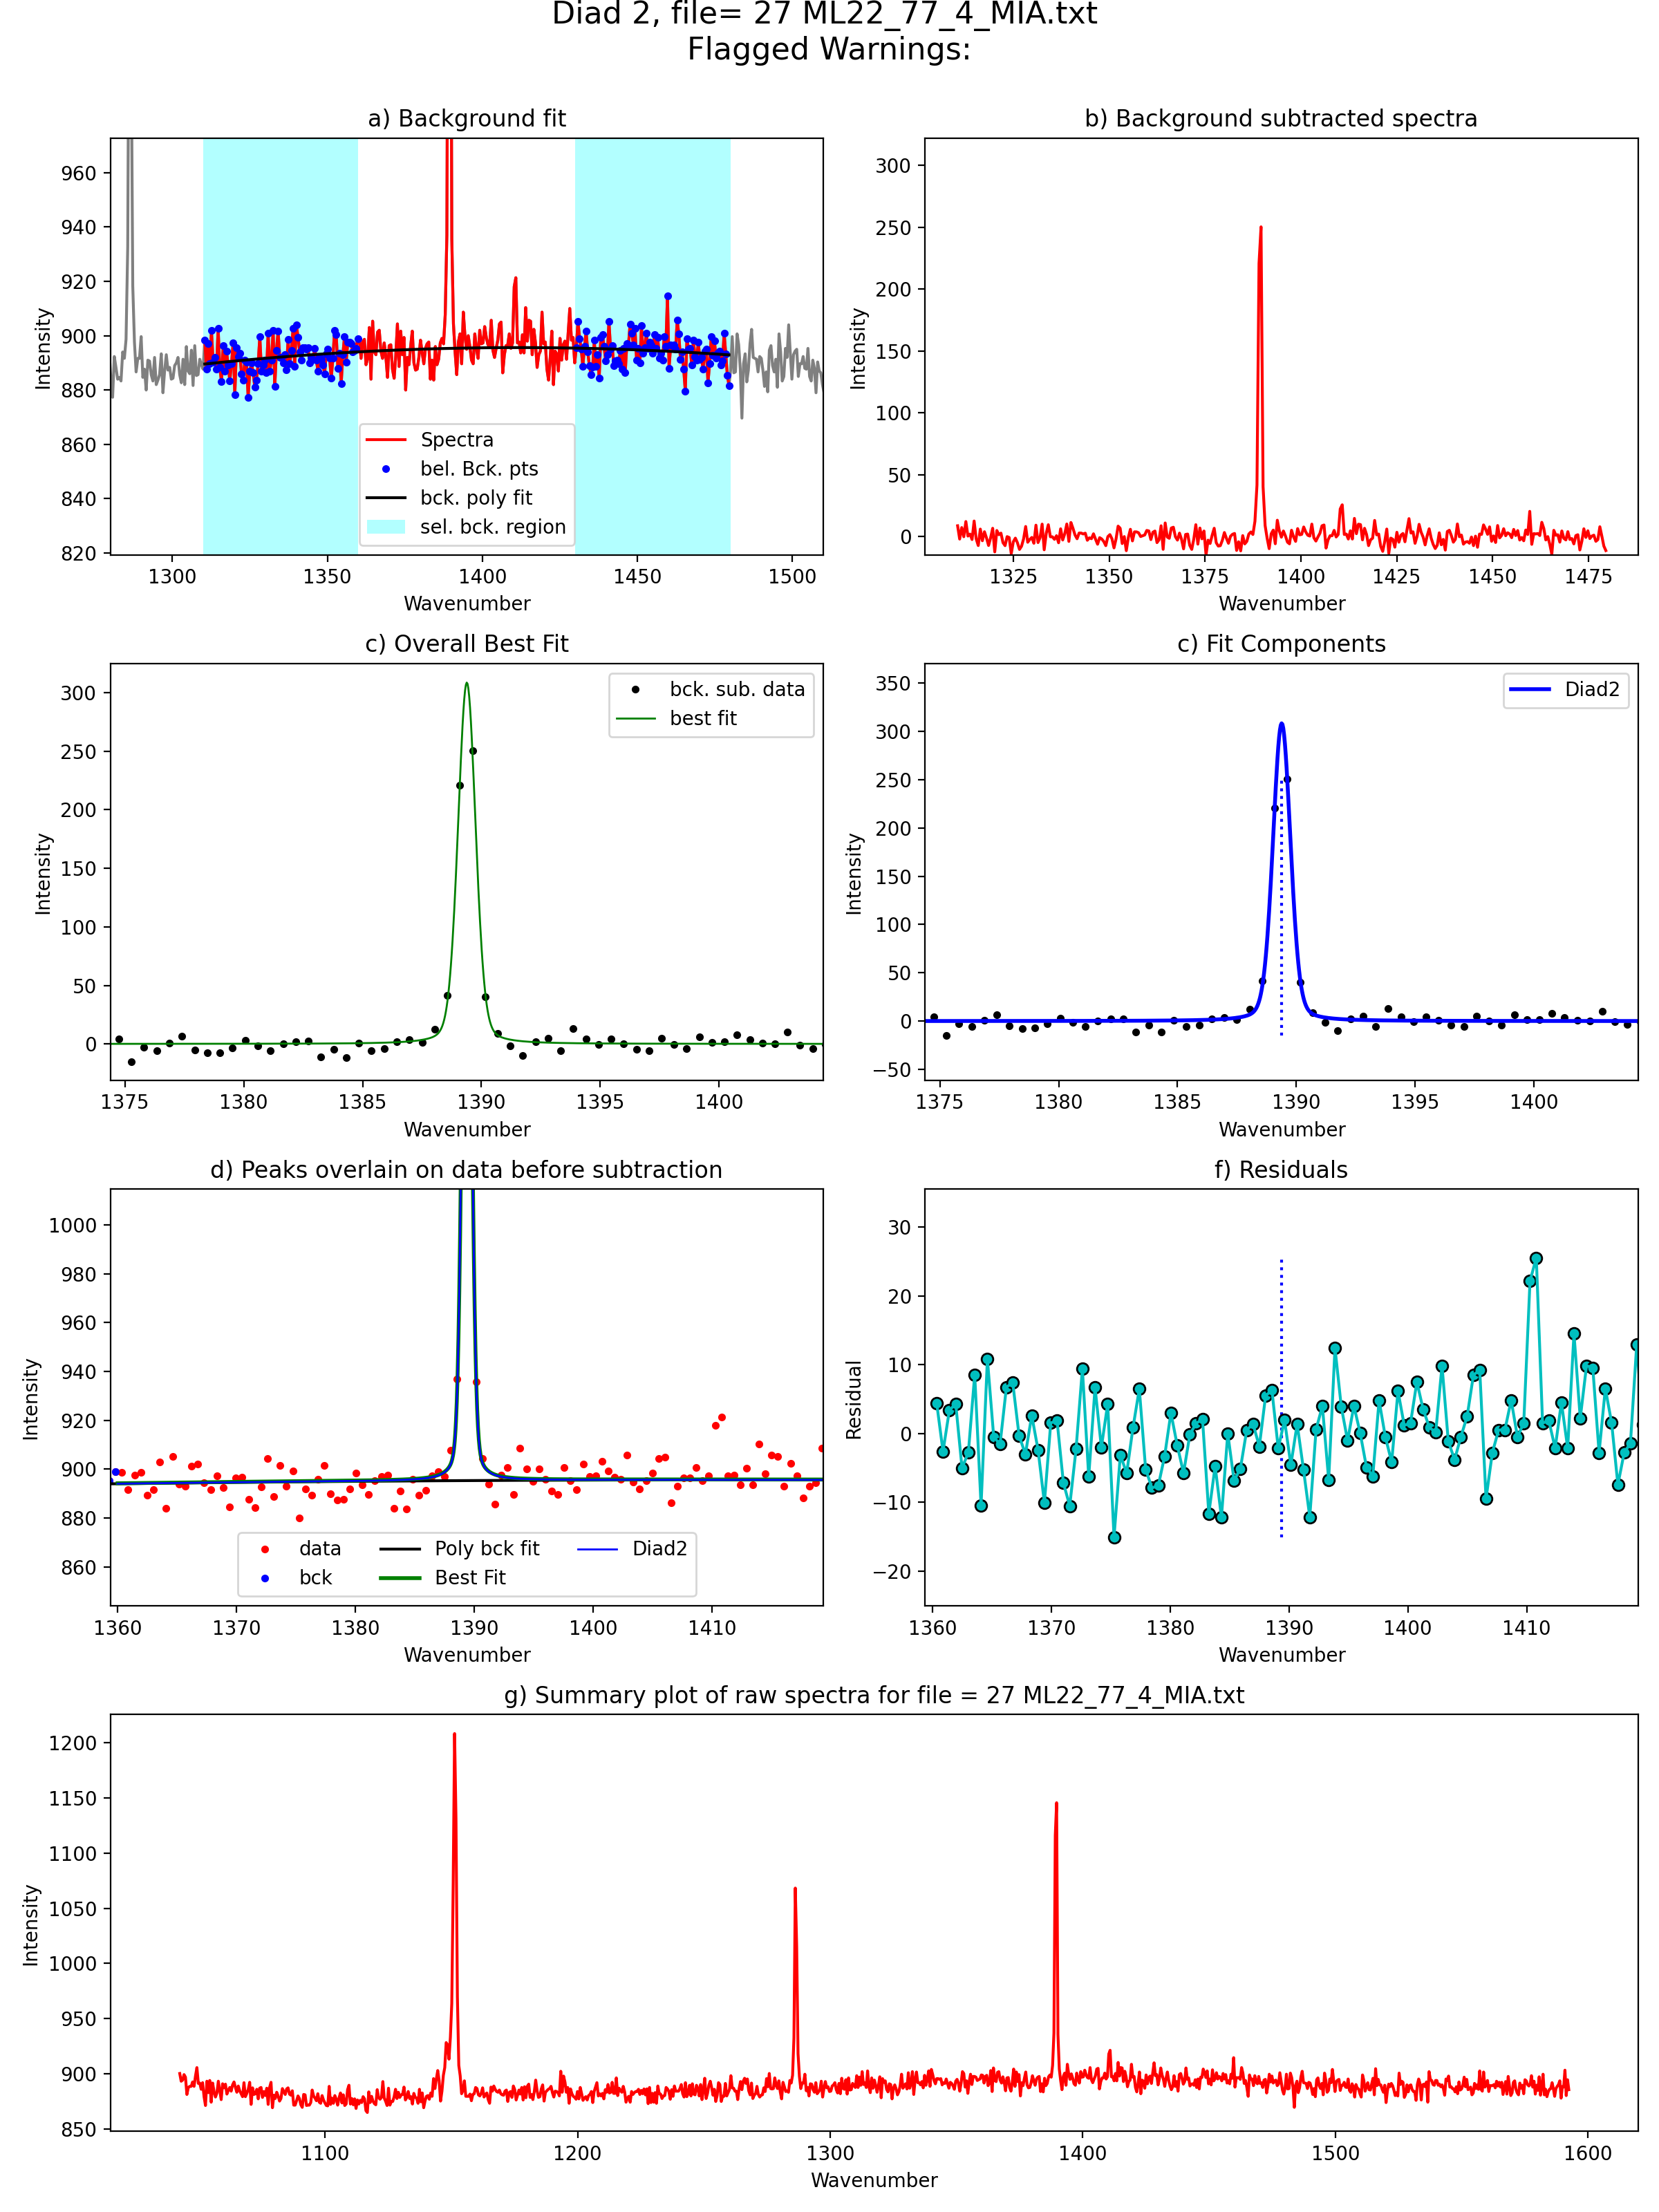 Diad 2, file= 27 ML22_77_4_MIA.txt
Flagged Warnings:
a) Background fit
960
940
920
900
880
860
840
820
Intensity
Spectra
bel. Bck. pts
bck. poly fit
sel. bck. region
1300 1350 1400 1450 1500
Wavenumber
b) Background subtracted spectra
300
250
200
150
100
50
0
Intensity
1325 1350 1375 1400 1425 1450 1475
Wavenumber
c) Overall Best Fit
300
250
200
150
100
50
0
Intensity
bck. sub. data
best fit
1375 1380 1385 1390 1395 1400
Wavenumber
c) Fit Components
350
300
250
200
150
100
50
0
−50
Intensity
Diad2
1375 1380 1385 1390 1395 1400
Wavenumber
d) Peaks overlain on data before subtraction
1000
980
960
940
920
900
880
860
Intensity
data Poly bck fit Diad2
bck Best Fit
1360 1370 1380 1390 1400 1410
Wavenumber
f) Residuals
30
20
10
0
−10
−20
Residual
1360 1370 1380 1390 1400 1410
Wavenumber
g) Summary plot of raw spectra for file = 27 ML22_77_4_MIA.txt
1200
1150
1100
1050
1000
950
900
850
Intensity
1100 1200 1300 1400 1500 1600
Wavenumber